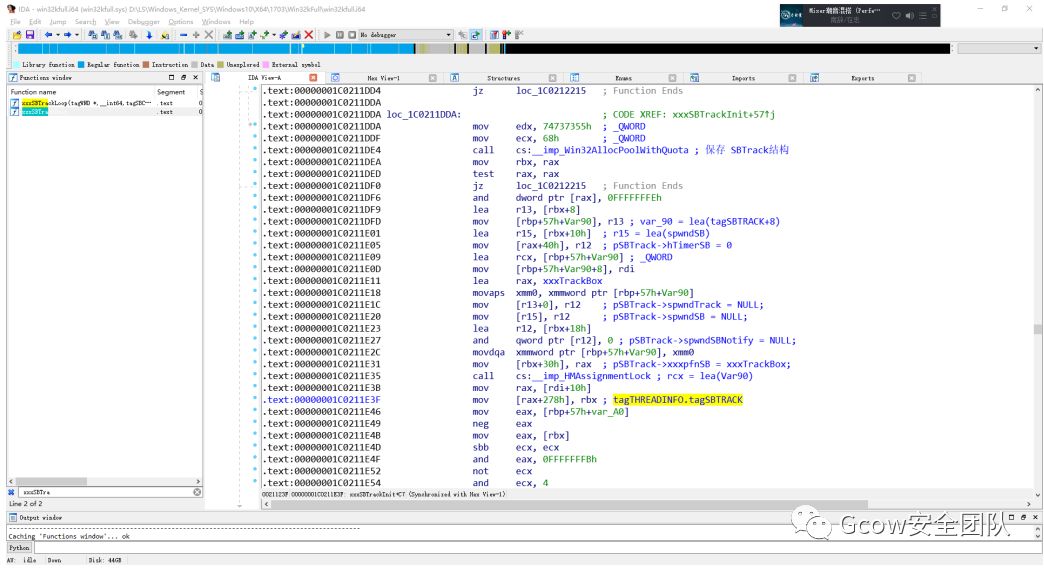 IDA - win32kfull.i64 (win32kfull.sys) D:\LS\Windows_Kernel_SYS\Windows10\X64\1703\Win32kFull\win32kfull.i64
File Edit Jump Search View Debugger Options Windows Help
No debugger
Library function Regular function Instruction Data Unexplored External symbol
Functions window
IDA View-A Hex View-1 Structures Enums Imports Exports
Function name Segment
xxxSBTrackLoop(tagWND *,__int64,tagSBC… .text 0
xxxSBTra .text 0
.text:00000001C0211DD4 jz loc_1C0212215 ; Function Ends
.text:00000001C0211DDA
.text:00000001C0211DDA loc_1C0211DDA: ; CODE XREF: xxxSBTrackInit+57↑j
.text:00000001C0211DDA mov edx, 74737355h ; _QWORD
.text:00000001C0211DDF mov ecx, 68h ; _QWORD
.text:00000001C0211DE4 call cs:__imp_Win32AllocPoolWithQuota ; 保存 SBTrack结构
.text:00000001C0211DEA mov rbx, rax
.text:00000001C0211DED test rax, rax
.text:00000001C0211DF0 jz loc_1C0212215 ; Function Ends
.text:00000001C0211DF6 and dword ptr [rax], 0FFFFFFFEh
.text:00000001C0211DF9 lea r13, [rbx+8]
.text:00000001C0211DFD mov [rbp+57h+Var90], r13 ; var_90 = lea(tagSBTRACK+8)
.text:00000001C0211E01 lea r15, [rbx+10h] ; r15 = lea(spwndSB)
.text:00000001C0211E05 mov [rax+40h], r12 ; pSBTrack->hTimerSB = 0
.text:00000001C0211E09 lea rcx, [rbp+57h+Var90] ; _QWORD
.text:00000001C0211E0D mov [rbp+57h+Var90+8], rdi
.text:00000001C0211E11 lea rax, xxxTrackBox
.text:00000001C0211E18 movaps xmm0, xmmword ptr [rbp+57h+Var90]
.text:00000001C0211E1C mov [r13+0], r12 ; pSBTrack->spwndTrack = NULL;
.text:00000001C0211E20 mov [r15], r12 ; pSBTrack->spwndSB = NULL;
.text:00000001C0211E23 lea r12, [rbx+18h]
.text:00000001C0211E27 and qword ptr [r12], 0 ; pSBTrack->spwndSBNotify = NULL;
.text:00000001C0211E2C movdqa xmmword ptr [rbp+57h+Var90], xmm0
.text:00000001C0211E31 mov [rbx+30h], rax ; pSBTrack->xxxpfnSB = xxxTrackBox;
.text:00000001C0211E35 call cs:__imp_HMAssignmentLock ; rcx = lea(Var90)
.text:00000001C0211E3B mov rax, [rdi+10h]
.text:00000001C0211E3F mov [rax+278h], rbx ; tagTHREADINFO.tagSBTRACK
.text:00000001C0211E46 mov eax, [rbp+57h+var_A0]
.text:00000001C0211E49 neg eax
.text:00000001C0211E4B mov eax, [rbx]
.text:00000001C0211E4D sbb ecx, ecx
.text:00000001C0211E4F and eax, 0FFFFFFFBh
.text:00000001C0211E52 not ecx
.text:00000001C0211E54 and ecx, 4
xxxSBTra
Line 2 of 2
0021123F 00000001C0211E3F: xxxSBTrackInit+C7 (Synchronized with Hex View-1)
Output window
Caching 'Functions window'... ok
Python
AU: idle Down Disk: 44GB
Gcow安全团队